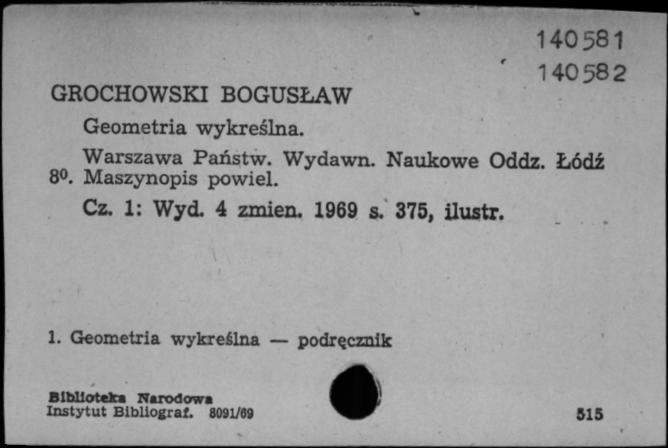 140581
140582
GROCHOWSKI BOGUSŁAW
Geometria wykreślna.
Warszawa Państw. Wydawn. Naukowe Oddz. Łódź
8º. Maszynopis powiel.
Cz. 1: Wyd. 4 zmien. 1969 s. 375, ilustr.
1. Geometria wykreślna — podręcznik
Biblioteka Narodowa
Instytut Bibliograf. 8091/69 515